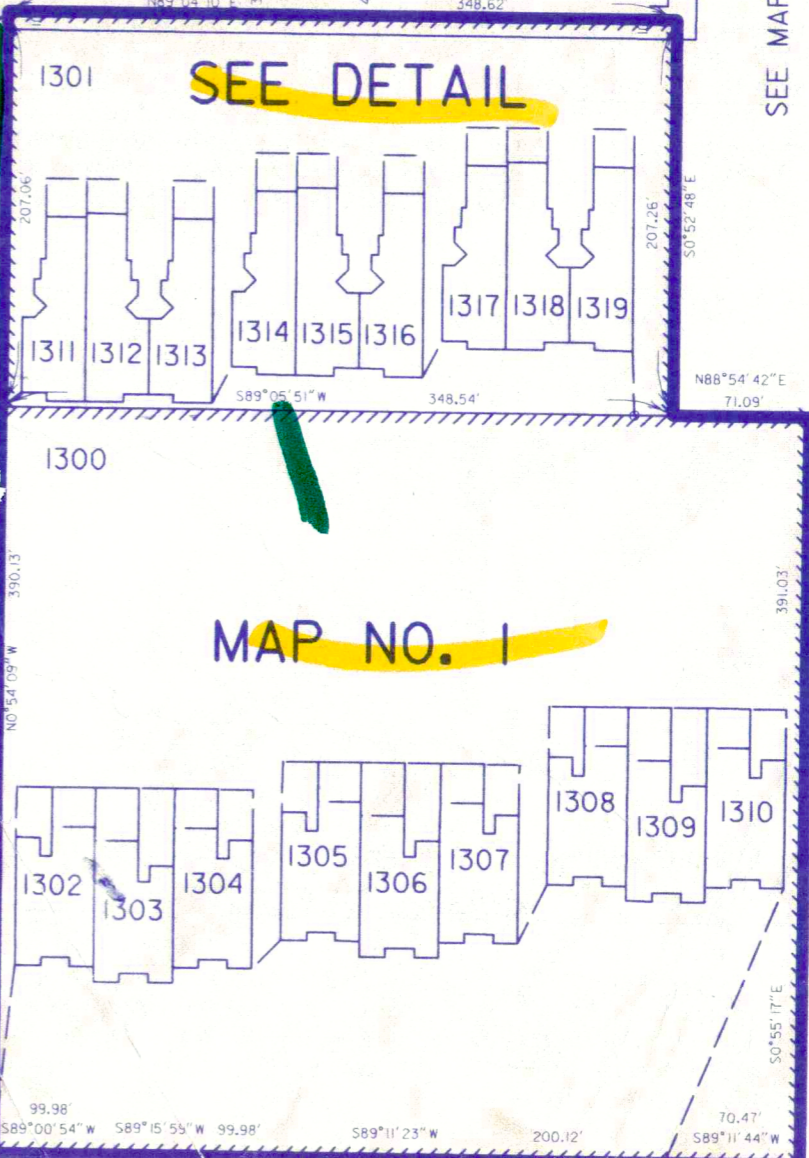 N89°04'10"E
348.62'
SEE MAP
1301
SEE DETAIL
207.06'
207.26'
S0°52'48"E
1311 1312 1313
1314 1315 1316
1317 1318 1319
N88°54'42"E
71.09'
S89°05'51"W 348.54'
1300
390.13'
N0°54'09"W
391.03'
MAP NO. 1
1302 1303 1304
1305 1306 1307
1308 1309 1310
S0°55'17"E
99.98'
S89°00'54"W S89°15'55"W 99.98'
S89°11'23"W 200.12'
70.47'
S89°11'44"W